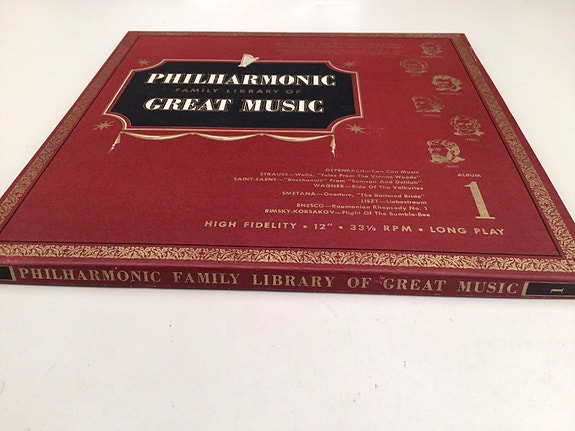 PHILHARMONIC
FAMILY LIBRARY OF
GREAT MUSIC
OFFENBACH—Can Can Music
STRAUSS—Waltz, "Tales From The Vienna Woods"
SAINT-SAENS—"Bacchanale" From "Samson And Delilah"
WAGNER—Ride Of The Valkyries
SMETANA—Overture, "The Bartered Bride"
LISZT—Liebestraum
ENESCO—Roumanian Rhapsody No. 1
RIMSKY-KORSAKOV—Flight Of The Bumble-Bee
ALBUM
1
HIGH FIDELITY • 12" • 33⅓ RPM • LONG PLAY
PHILHARMONIC FAMILY LIBRARY OF GREAT MUSIC 1